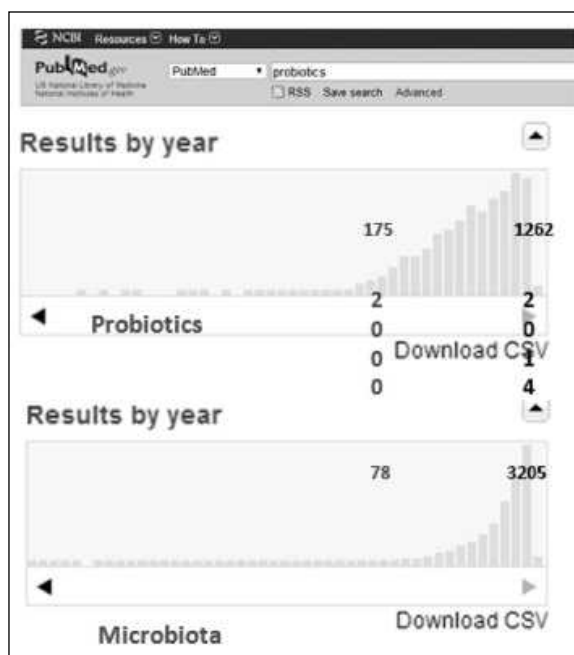 NCBI Resources How To
PubMed.gov PubMed probiotics
US National Library of Medicine
National Institutes of Health
RSS Save search Advanced
Results by year
175 1262
2 2
Probiotics
0 0
Download CSV
0 1
0 4
Results by year
78 3205
Download CSV
Microbiota